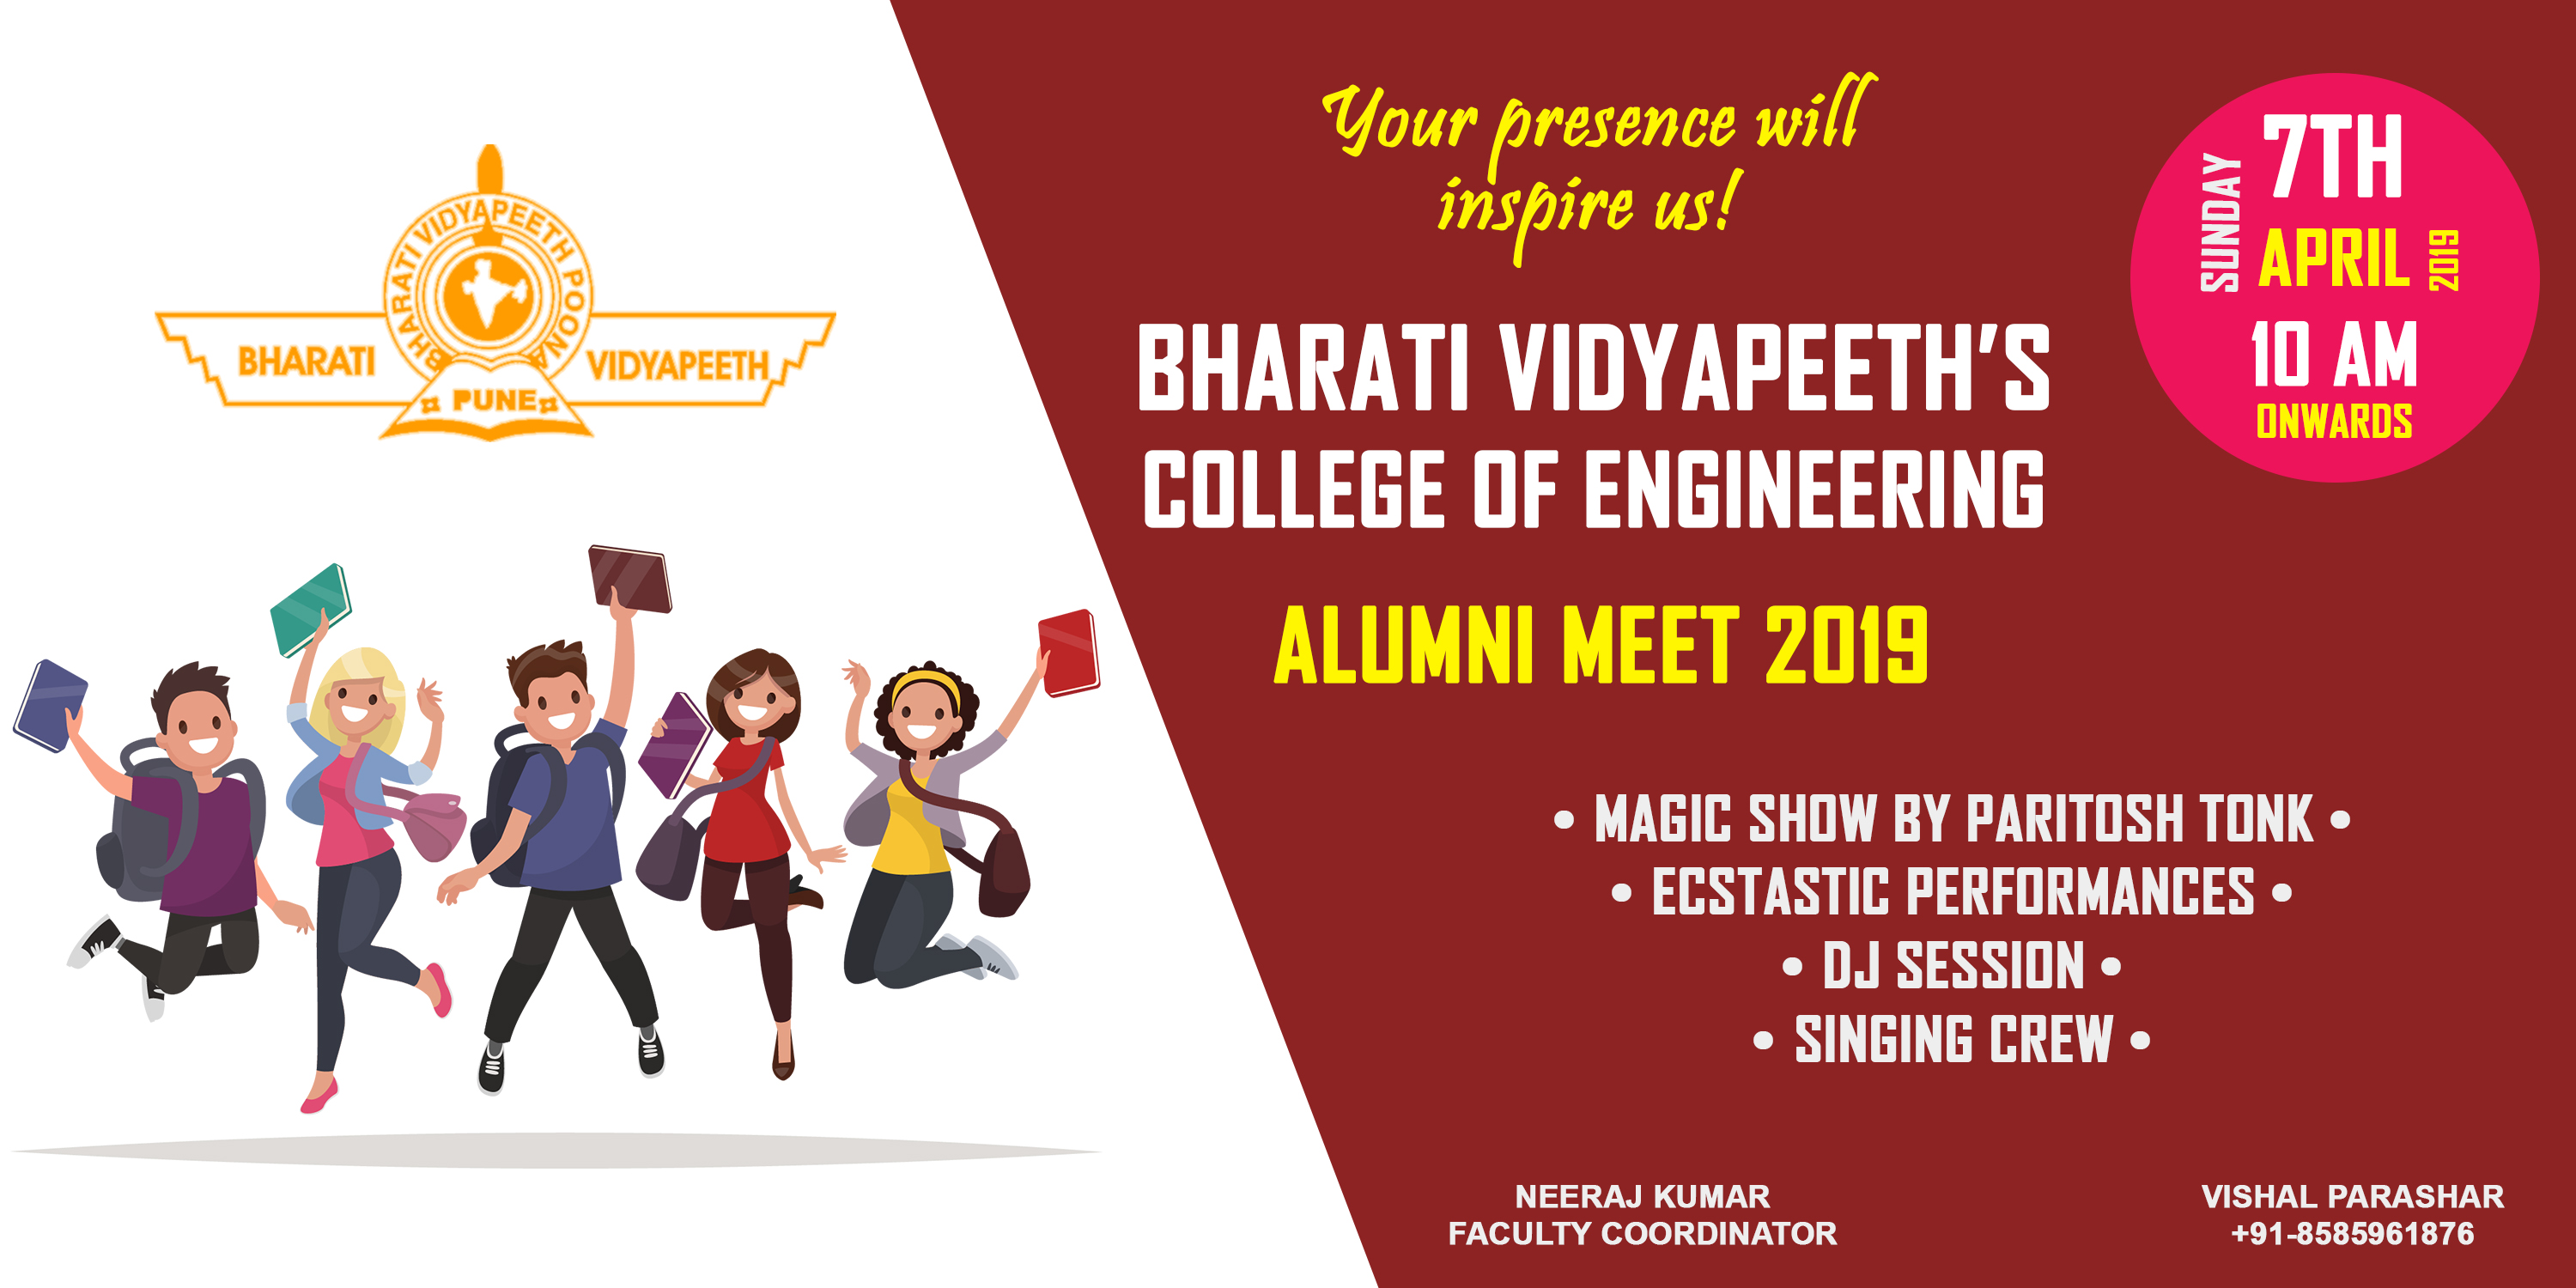 BHARATI VIDYAPEETH POONA
BHARATI
VIDYAPEETH
PUNE
Your presence will
inspire us!
BHARATI VIDYAPEETH'S
COLLEGE OF ENGINEERING
ALUMNI MEET 2019
SUNDAY
7TH
APRIL
2019
10 AM
ONWARDS
• MAGIC SHOW BY PARITOSH TONK •
• ECSTASTIC PERFORMANCES •
• DJ SESSION •
• SINGING CREW •
NEERAJ KUMAR
FACULTY COORDINATOR
VISHAL PARASHAR
+91-8585961876